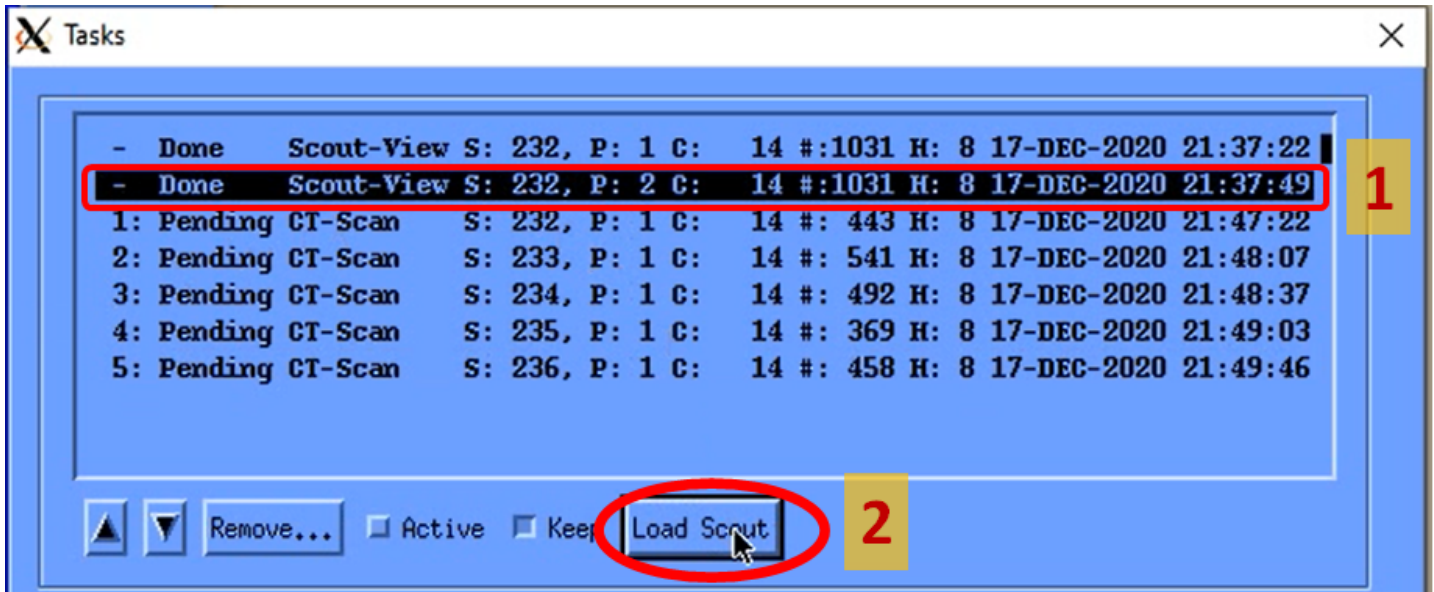 Tasks
- Done Scout-View S: 232, P: 1 C: 14 #:1031 H: 8 17-DEC-2020 21:37:22
- Done Scout-View S: 232, P: 2 C: 14 #:1031 H: 8 17-DEC-2020 21:37:49
1
1: Pending CT-Scan S: 232, P: 1 C: 14 #: 443 H: 8 17-DEC-2020 21:47:22
2: Pending CT-Scan S: 233, P: 1 C: 14 #: 541 H: 8 17-DEC-2020 21:48:07
3: Pending CT-Scan S: 234, P: 1 C: 14 #: 492 H: 8 17-DEC-2020 21:48:37
4: Pending CT-Scan S: 235, P: 1 C: 14 #: 369 H: 8 17-DEC-2020 21:49:03
5: Pending CT-Scan S: 236, P: 1 C: 14 #: 458 H: 8 17-DEC-2020 21:49:46
Remove... Active Keep Load Scout 2